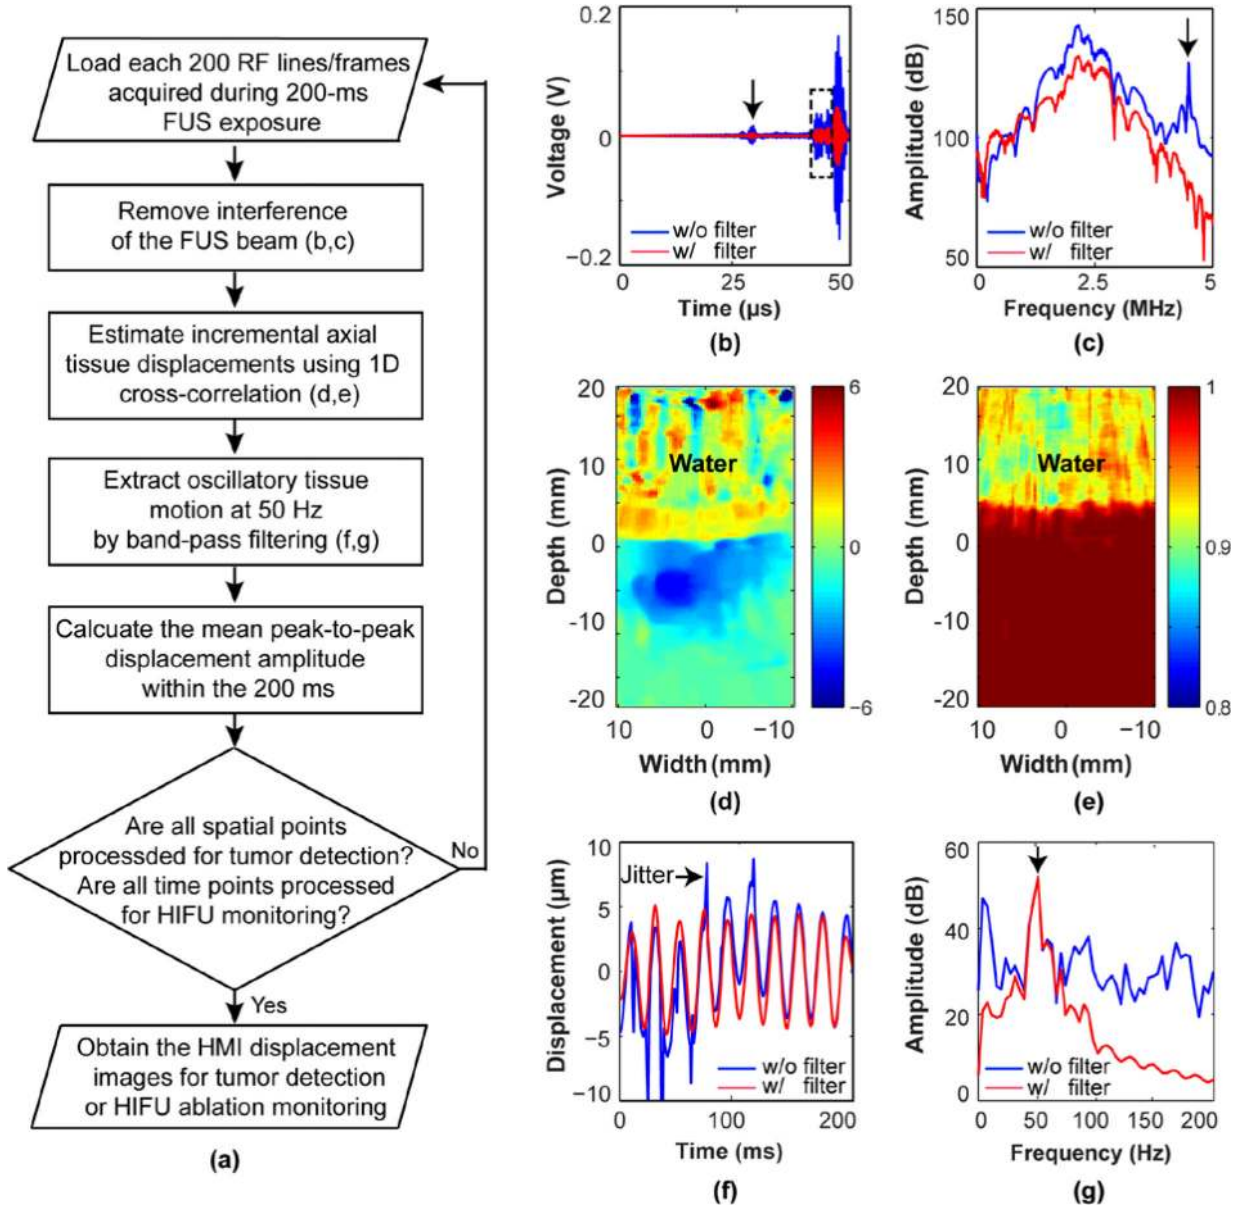 Load each 200 RF lines/frames
acquired during 200-ms
FUS exposure
Remove interference
of the FUS beam (b,c)
Estimate incremental axial
tissue displacements using 1D
cross-correlation (d,e)
Extract oscillatory tissue
motion at 50 Hz
by band-pass filtering (f,g)
Calcuate the mean peak-to-peak
displacement amplitude
within the 200 ms
Are all spatial points
processded for tumor detection?
Are all time points processed
for HIFU monitoring?
No
Yes
Obtain the HMI displacement
images for tumor detection
or HIFU ablation monitoring
(a)
0.2
0
−0.2
Voltage (V)
w/o filter
w/ filter
0 25 50
Time (µs)
(b)
150
100
50
Amplitude (dB)
w/o filter
w/ filter
0 2.5 5
Frequency (MHz)
(c)
20
10
0
-10
-20
Depth (mm)
Water
6
0
−6
10 0 −10
Width (mm)
(d)
20
10
0
-10
-20
Depth (mm)
Water
1
0.9
0.8
10 0 −10
Width (mm)
(e)
10
5
0
−5
−10
Displacement (µm)
Jitter
w/o filter
w/ filter
0 50 100 200
Time (ms)
(f)
60
40
20
0
Amplitude (dB)
w/o filter
w/ filter
0 50 100 150 200
Frequency (Hz)
(g)